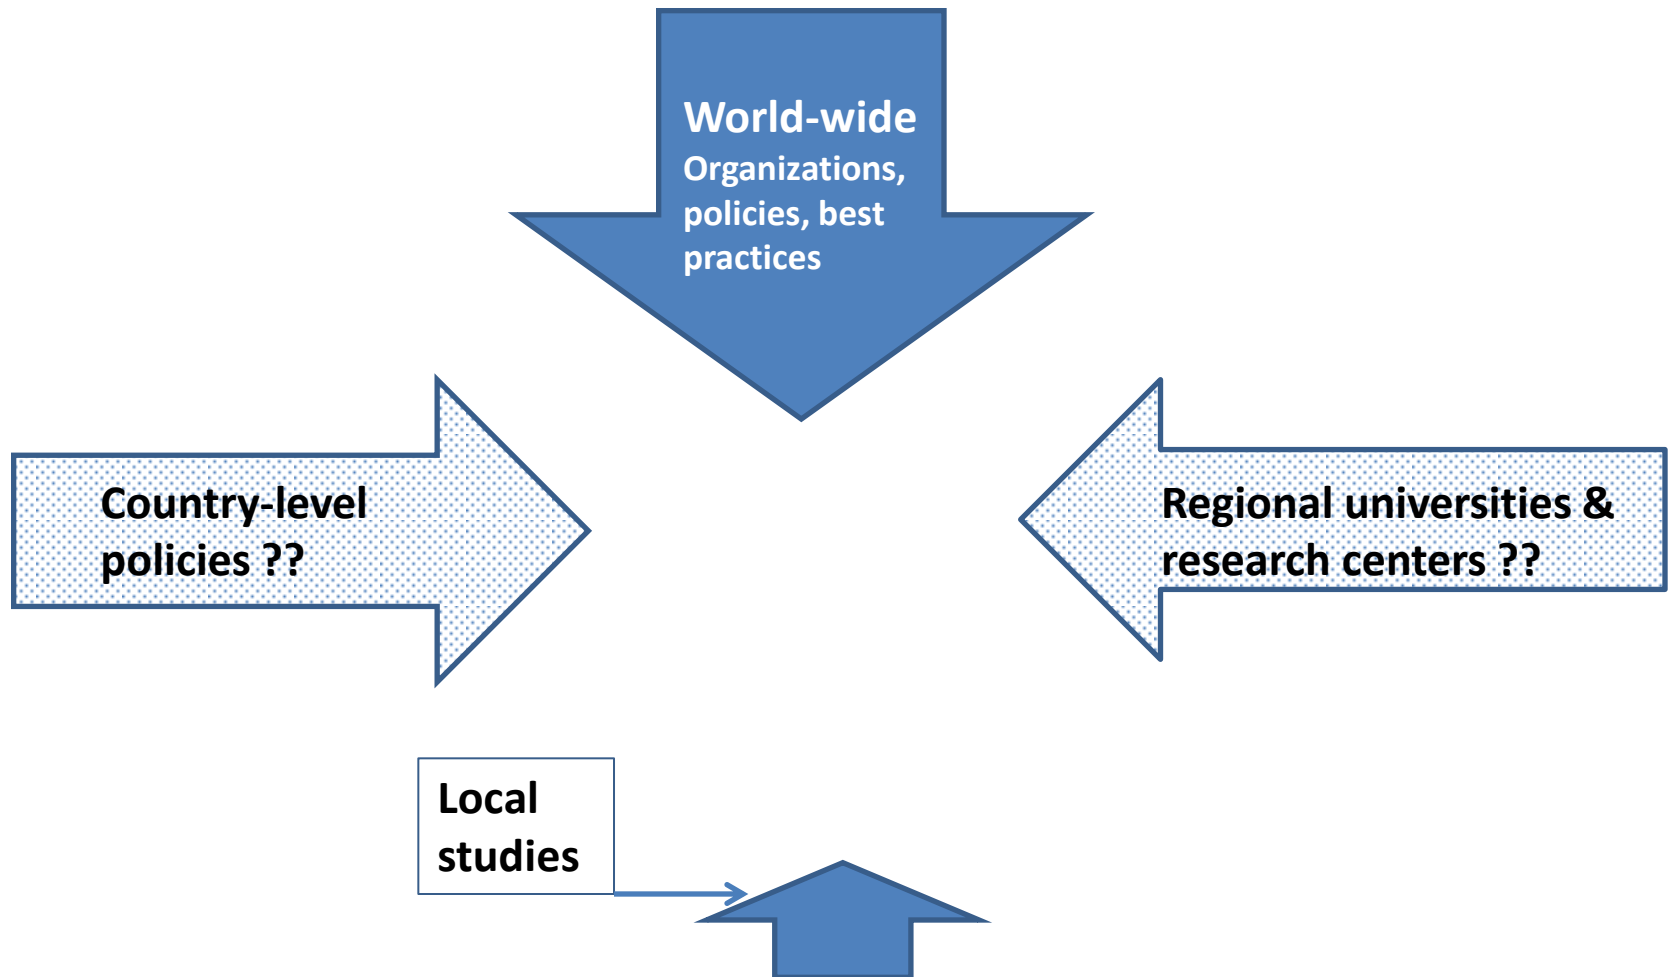 World-wide
Organizations,
policies, best
practices
Country-level
policies ??
Regional universities &
research centers ??
Local
studies